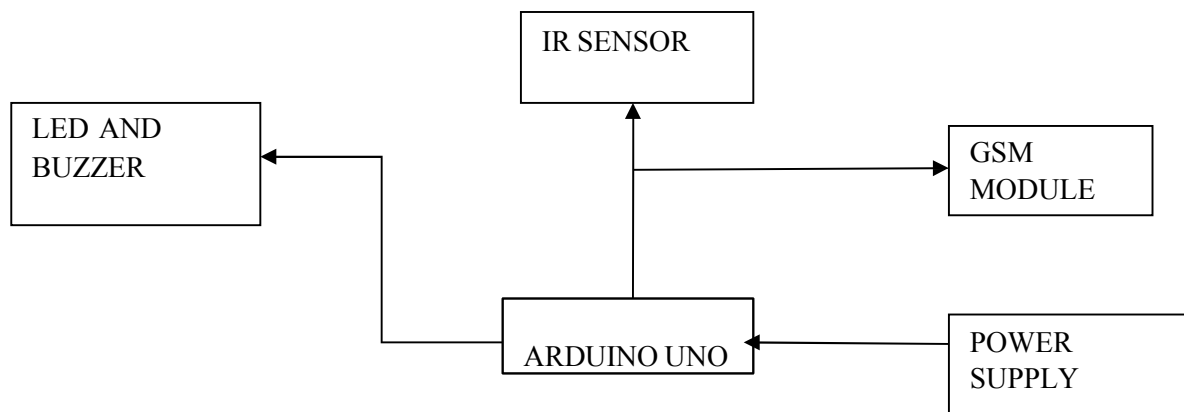 IR SENSOR
LED AND
BUZZER
GSM
MODULE
ARDUINO UNO
POWER
SUPPLY